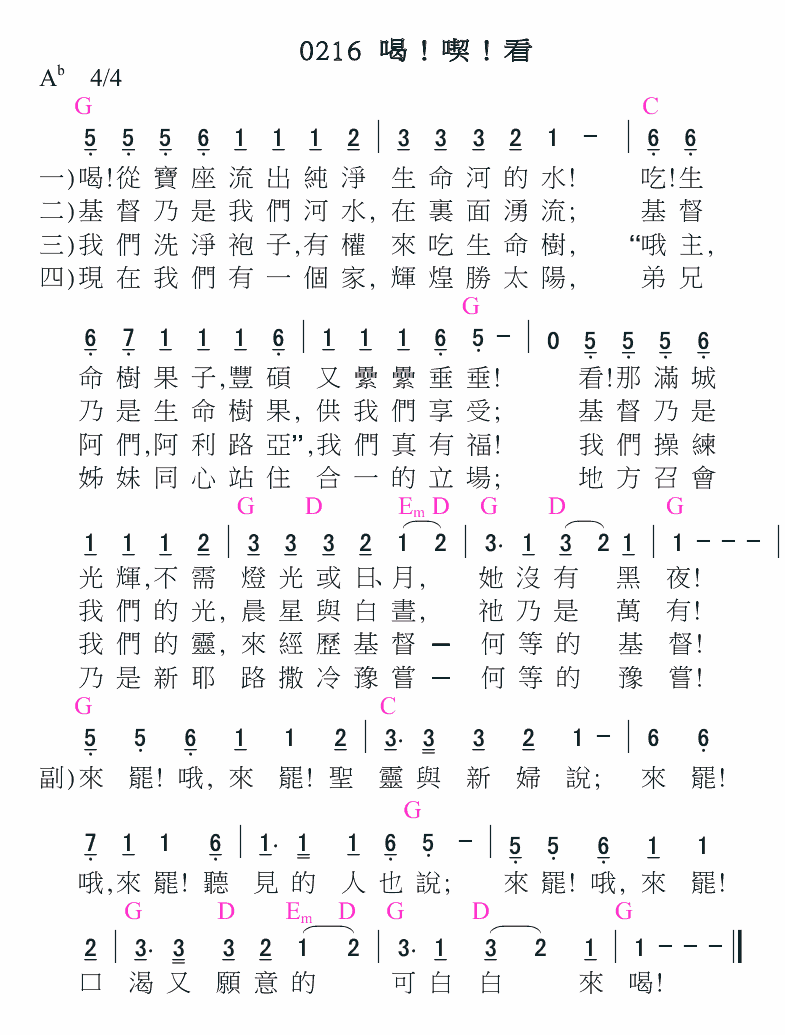 0216 喝！喫！看
A♭ 4/4
G C
5 5 5 6 1 1 1 2 | 3 3 3 2 1 － | 6 6
一)喝!從寶座流出純淨 生命河的水! 吃!生
二)基督乃是我們河水, 在裏面湧流; 基督
三)我們洗淨袍子,有權 來吃生命樹, “哦主,
四)現在我們有一個家, 輝煌勝太陽, 弟兄
G
6 7 1 1 1 6 | 1 1 1 6 5 － | 0 5 5 5 6
命樹果子,豐碩 又纍纍垂垂! 看!那滿城
乃是生命樹果, 供我們享受; 基督乃是
阿們,阿利路亞”,我們真有福! 我們操練
姊妹同心站住 合一的立場; 地方召會
G D Em D G D G
1 1 1 2 | 3 3 3 2 1 2 | 3· 1 3 2 1 | 1 － － － |
光輝,不需 燈光或日、月, 她沒有 黑 夜!
我們的光, 晨星與白晝, 祂乃是 萬 有!
我們的靈, 來經歷基督 － 何等的 基 督!
乃是新耶 路撒冷豫嘗 － 何等的 豫 嘗!
G C
5 5 6 1 1 2 | 3· 3 3 2 1 － | 6 6
副)來 罷! 哦, 來 罷! 聖 靈與 新 婦 說; 來 罷!
G
7 1 1 6 | 1· 1 1 6 5 － | 5 5 6 1 1
哦,來罷! 聽 見的 人也說; 來罷! 哦, 來 罷!
G D Em D G D G
2 | 3· 3 3 2 1 2 | 3· 1 3 2 1 | 1 － － － ‖
口 渴又 願意的 可白白 來 喝!